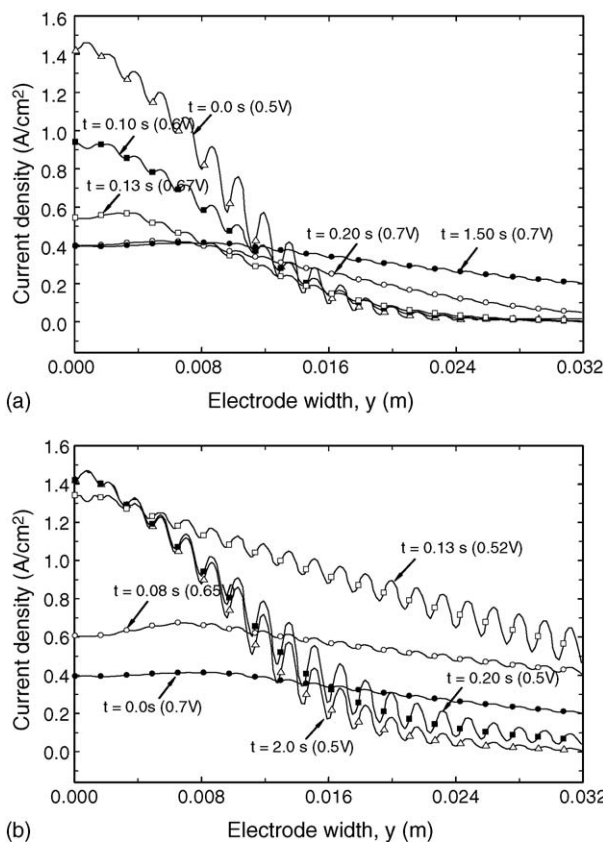 1.6
1.4
1.2
1.0
0.8
0.6
0.4
0.2
0.0
Current density (A/cm²)
t = 0.0 s (0.5V)
t = 0.10 s (0.6V)
t = 0.13 s (0.67V)
t = 0.20 s (0.7V)
t = 1.50 s (0.7V)
0.000 0.008 0.016 0.024 0.032
(a) Electrode width, y (m)
1.6
1.4
1.2
1.0
0.8
0.6
0.4
0.2
0.0
Current density (A/cm²)
t = 0.13 s (0.52V)
t = 0.08 s (0.65
t = 0.20 s (0.5V)
t = 0.0s (0.7V)
t = 2.0 s (0.5V)
0.000 0.008 0.016 0.024 0.032
(b) Electrode width, y (m)